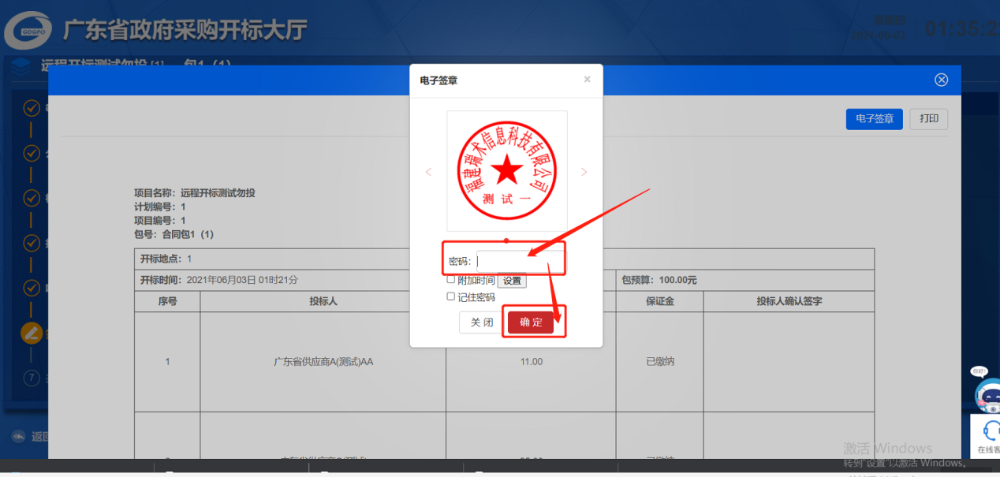 GDGPO
广东省政府采购开标大厅
01:35:2
远程开标测试勿投 [1]
包1 (1)
电子签章
×
电子签章
打印
福建瑞术信息科技有限公司
测试一
项目名称：远程开标测试勿投
计划编号：1
项目编号：1
包号：合同包1 (1)
密码：
附加时间 设置
记住密码
关 闭
确 定
开标地点：1
开标时间：2021年06月03日 01时21分
包预算：100.00元
序号
投标人
保证金
投标人确认签字
1
广东省供应商A(测试)AA
11.00
已缴纳
7
返回
你好!
在线客
激活 Windows
转到"设置"以激活 Windows。